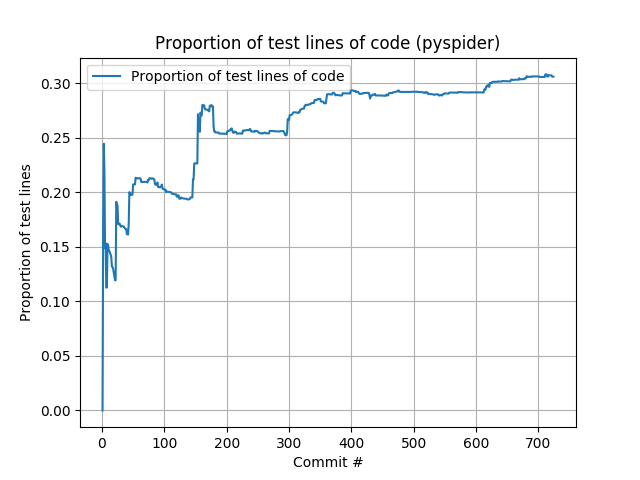 Proportion of test lines of code (pyspider)
Proportion of test lines of code
0.30
0.25
0.20
0.15
0.10
0.05
0.00
Proportion of test lines
0 100 200 300 400 500 600 700
Commit #